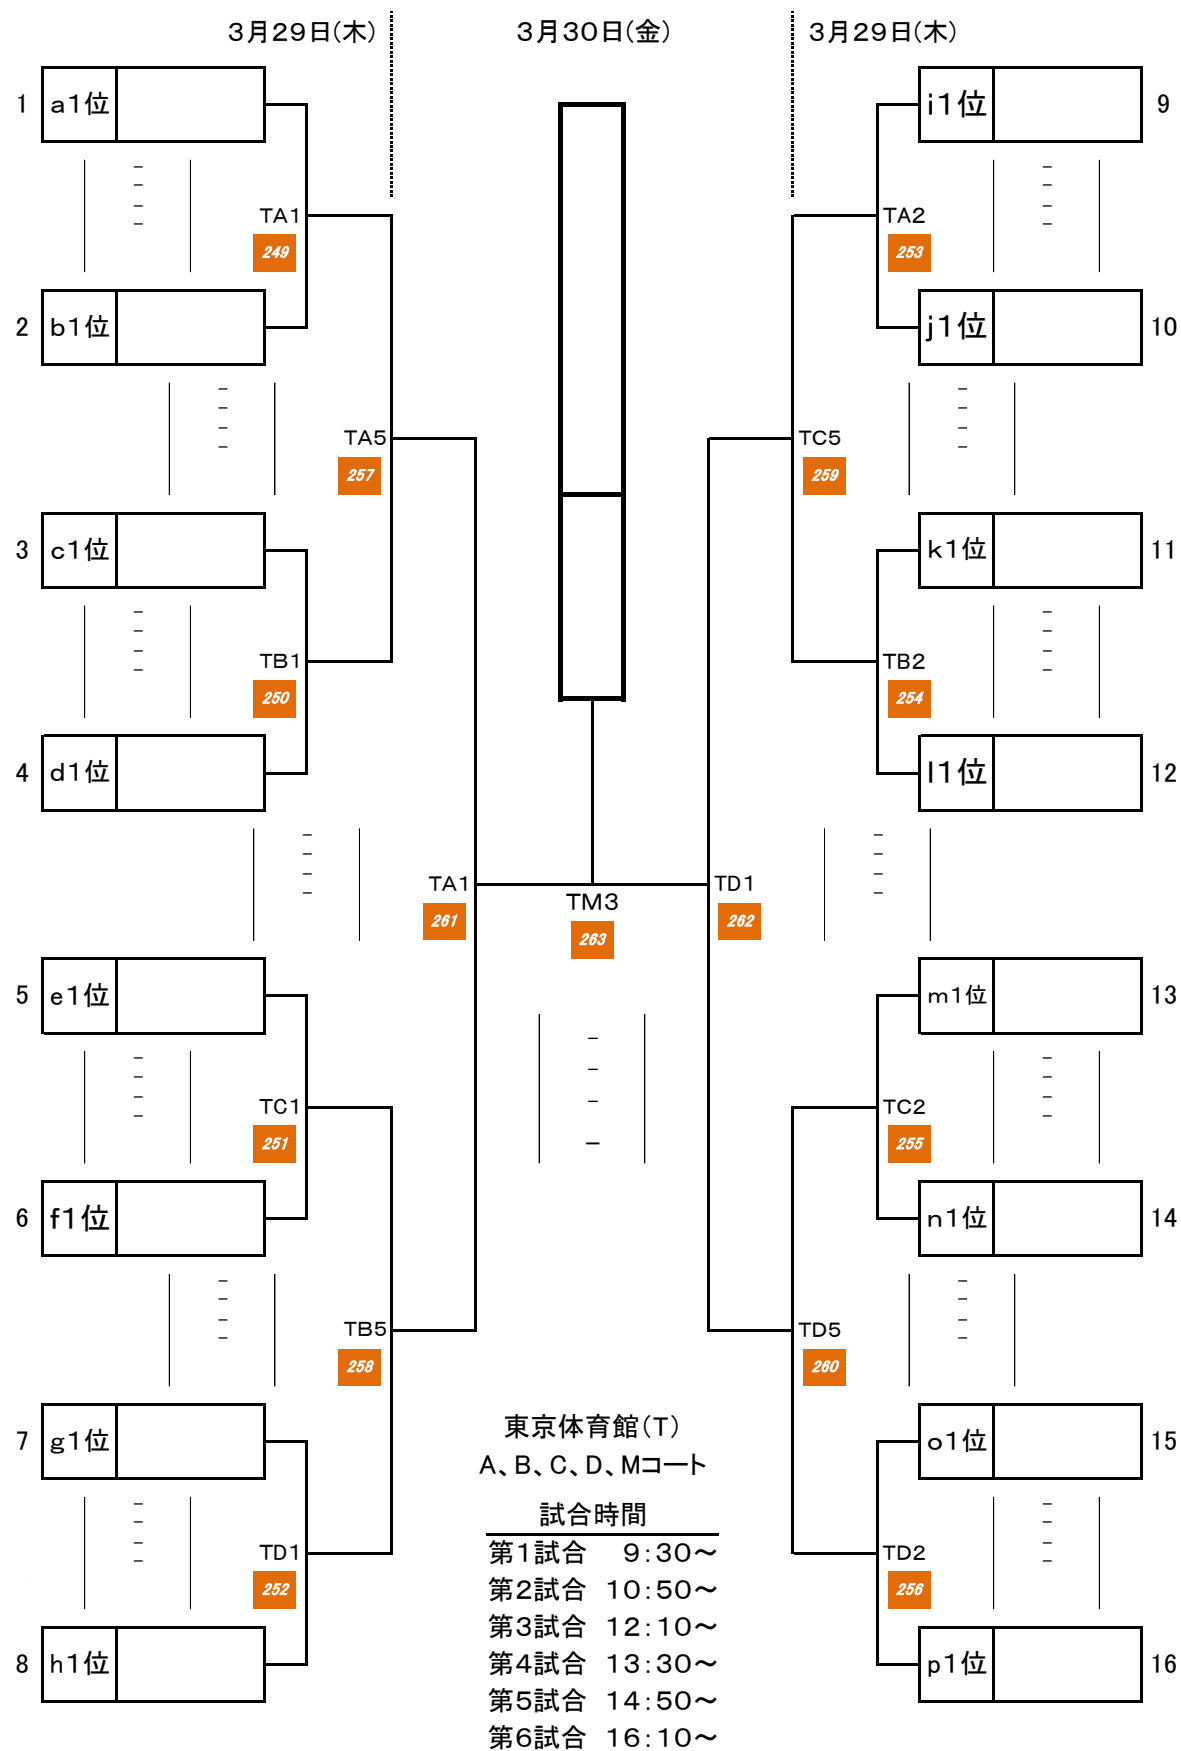 3月29日(木)
3月30日(金)
3月29日(木)
1 a1位
TA1
249
2 b1位
TA5
257
3 c1位
TB1
250
4 d1位
TA1
261
5 e1位
TC1
251
6 f1位
TB5
258
7 g1位
TD1
252
8 h1位
TM3
263
i1位 9
TA2
253
j1位 10
TC5
259
k1位 11
TB2
254
l1位 12
TD1
262
m1位 13
TC2
255
n1位 14
TD5
260
o1位 15
TD2
256
p1位 16
東京体育館(T)
A、B、C、D、Mコート
試合時間
第1試合 9:30～
第2試合 10:50～
第3試合 12:10～
第4試合 13:30～
第5試合 14:50～
第6試合 16:10～